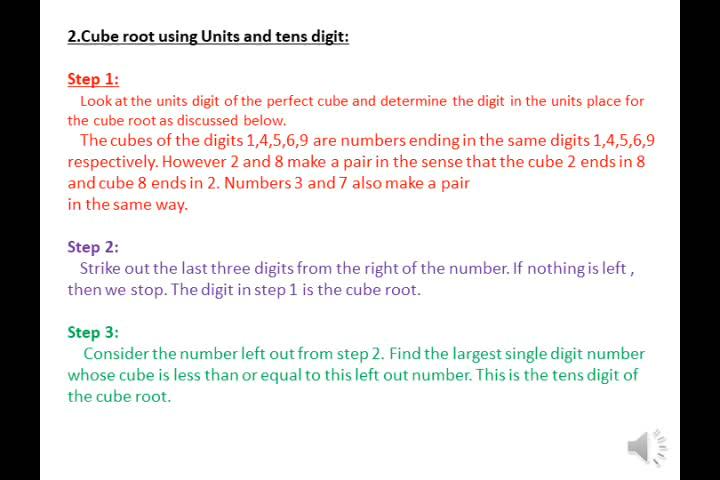 2.Cube root using Units and tens digit:
Step 1:
Look at the units digit of the perfect cube and determine the digit in the units place for
the cube root as discussed below.
The cubes of the digits 1,4,5,6,9 are numbers ending in the same digits 1,4,5,6,9
respectively. However 2 and 8 make a pair in the sense that the cube 2 ends in 8
and cube 8 ends in 2. Numbers 3 and 7 also make a pair
in the same way.
Step 2:
Strike out the last three digits from the right of the number. If nothing is left ,
then we stop. The digit in step 1 is the cube root.
Step 3:
Consider the number left out from step 2. Find the largest single digit number
whose cube is less than or equal to this left out number. This is the tens digit of
the cube root.